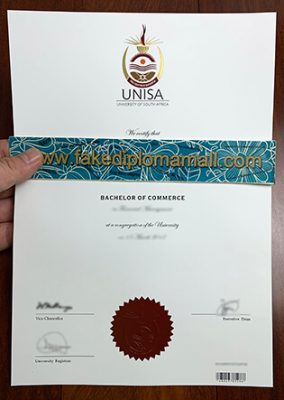 UNISA
UNIVERSITY OF SOUTH AFRICA
We certify that
www.fakediplomamall.com
BACHELOR OF COMMERCE
at a congregation of the University
Vice Chancellor
Executive Dean
University Registrar